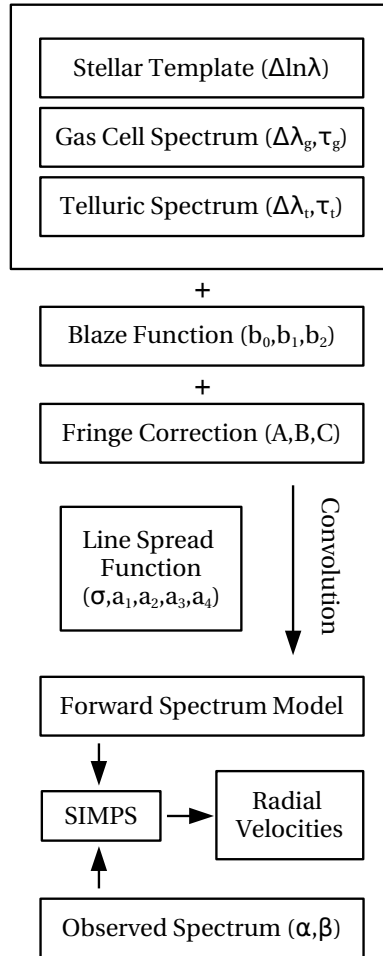 Stellar Template (Δlnλ)
Gas Cell Spectrum (Δλg,τg)
Telluric Spectrum (Δλt,τt)
+
Blaze Function (b0,b1,b2)
+
Fringe Correction (A,B,C)
Line Spread
Function
(σ,a1,a2,a3,a4)
Convolution
Forward Spectrum Model
SIMPS
Radial
Velocities
Observed Spectrum (α,β)